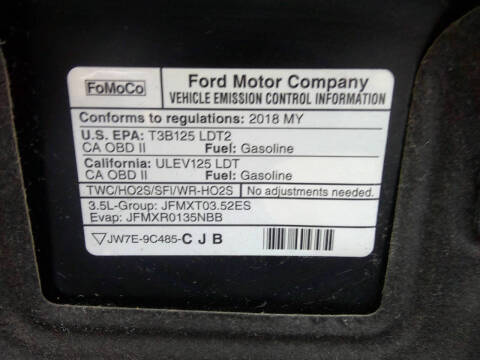 FoMoCo
Ford Motor Company
VEHICLE EMISSION CONTROL INFORMATION
Conforms to regulations: 2018 MY
U.S. EPA: T3B125 LDT2
CA OBD II Fuel: Gasoline
California: ULEV125 LDT
CA OBD II Fuel: Gasoline
TWC/HO2S/SFI/WR-HO2S No adjustments needed.
3.5L-Group: JFMXT03.52ES
Evap: JFMXR0135NBB
JW7E-9C485-C J B